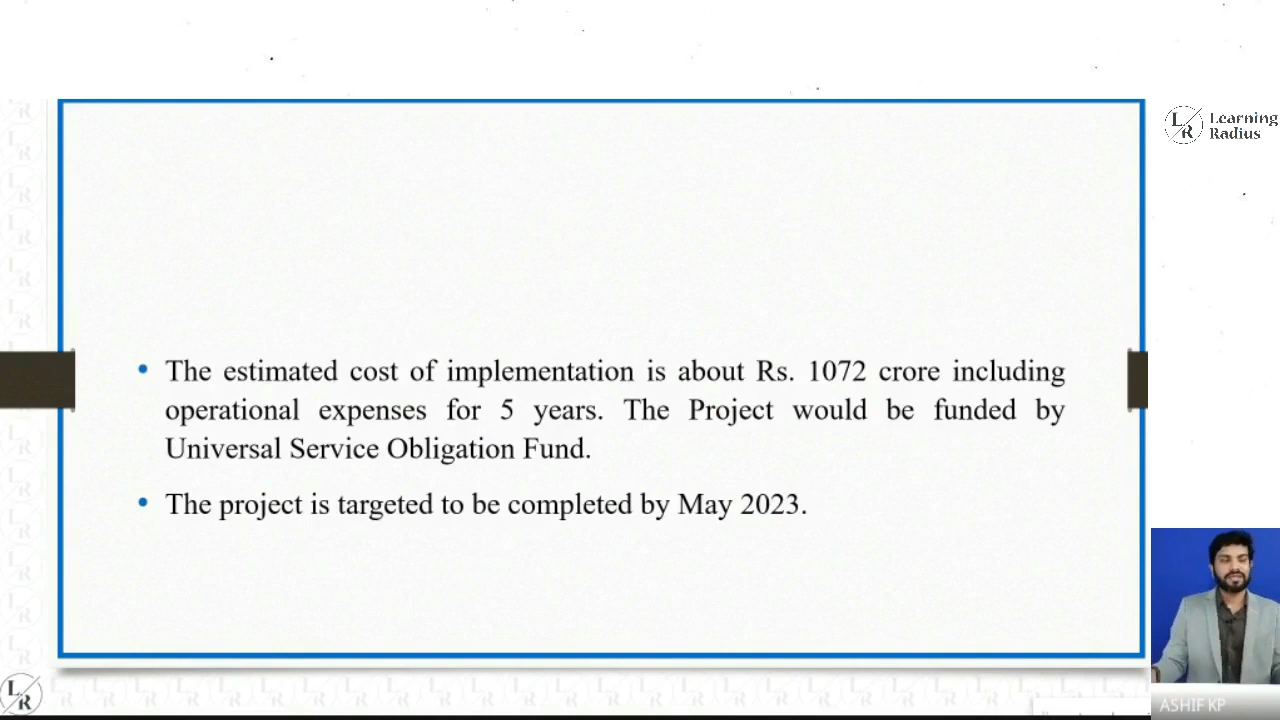 L
R
Learning
Radius
• The estimated cost of implementation is about Rs. 1072 crore including
operational expenses for 5 years. The Project would be funded by
Universal Service Obligation Fund.
• The project is targeted to be completed by May 2023.
L
R
ASHIF KP